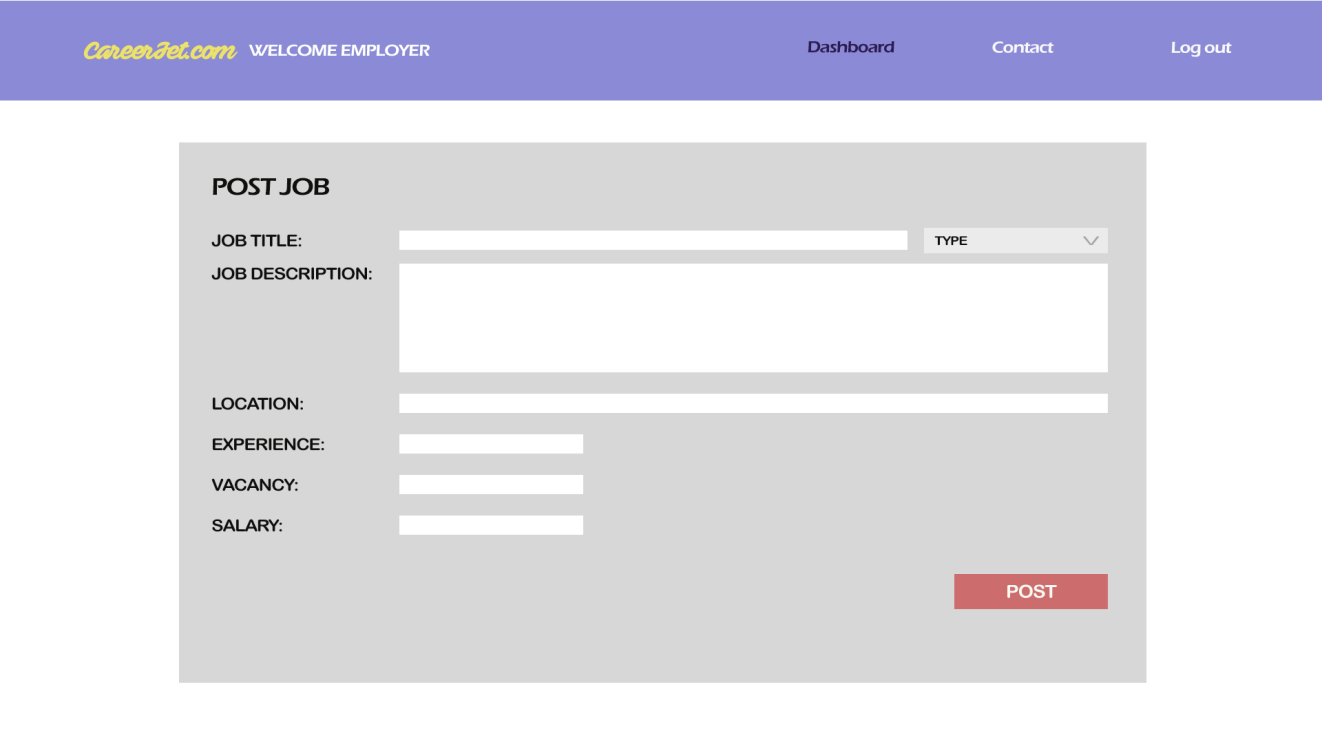 CareerJet.com WELCOME EMPLOYER Dashboard Contact Log out
POST JOB
JOB TITLE: TYPE
JOB DESCRIPTION:
LOCATION:
EXPERIENCE:
VACANCY:
SALARY:
POST